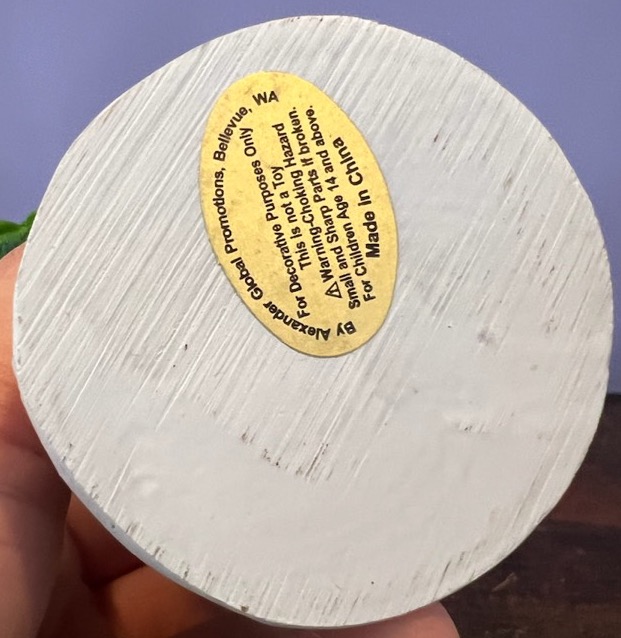 By Alexander Global Promotions, Bellevue, WA
For Decorative Purposes Only
This is not a Toy
⚠ Warning-Choking Hazard
Small and Sharp Parts If broken.
For Children Age 14 and above.
Made In China